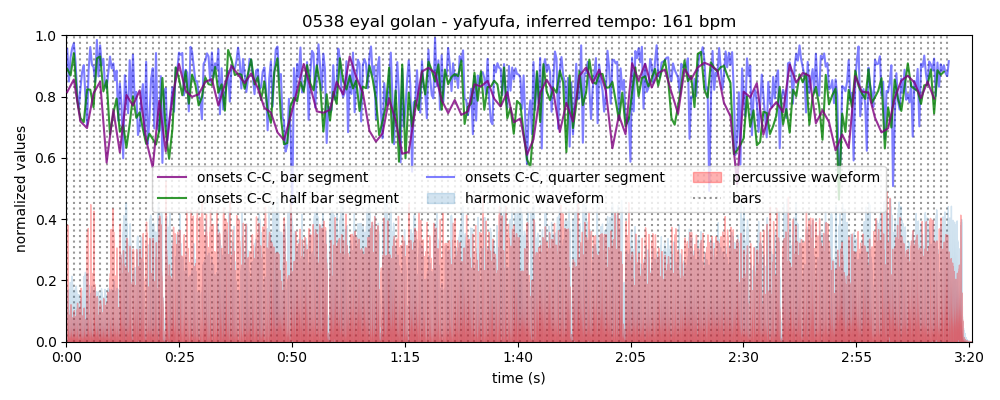 0538 eyal golan - yafyufa, inferred tempo: 161 bpm
normalized values
1.0
0.8
0.6
0.4
0.2
0.0
onsets C-C, bar segment
onsets C-C, half bar segment
onsets C-C, quarter segment
harmonic waveform
percussive waveform
bars
0:00 0:25 0:50 1:15 1:40 2:05 2:30 2:55 3:20
time (s)